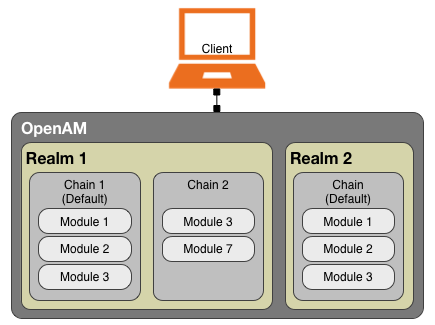 Client
OpenAM
Realm 1
Chain 1
(Default)
Module 1
Module 2
Module 3
Chain 2
Module 3
Module 7
Realm 2
Chain
(Default)
Module 1
Module 2
Module 3